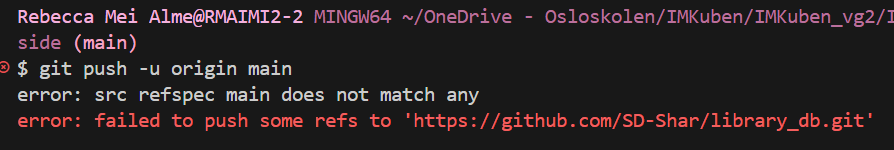 Rebecca Mei Alme@RMAIMI2-2 MINGW64 ~/OneDrive - Osloskolen/IMKuben/IMKuben_vg2/I
side (main)
$ git push -u origin main
error: src refspec main does not match any
error: failed to push some refs to 'https://github.com/SD-Shar/library_db.git'